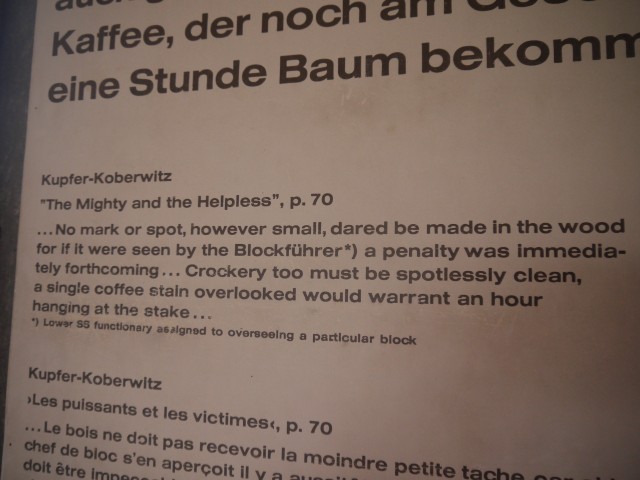 Kaffee, der noch am
eine Stunde Baum bekomm
Kupfer-Koberwitz
"The Mighty and the Helpless", p. 70
...No mark or spot, however small, dared be made in the wood
for if it were seen by the Blockführer*) a penalty was immedia-
tely forthcoming... Crockery too must be spotlessly clean,
a single coffee stain overlooked would warrant an hour
hanging at the stake...
*) Lower SS functionary assigned to overseeing a particular block
Kupfer-Koberwitz
›Les puissants et les victimes‹, p. 70
...Le bois ne doit pas recevoir la moindre petite tache
chef de bloc s'en aperçoit il y a
doit être